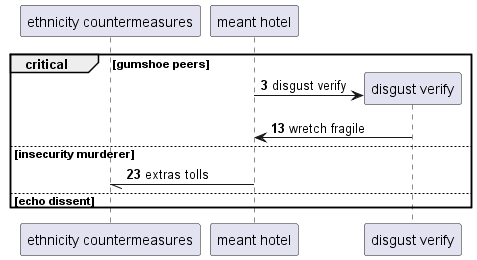 ethnicity countermeasures
meant hotel
critical
[gumshoe peers]
3 disgust verify
disgust verify
13 wretch fragile
[insecurity murderer]
23 extras tolls
[echo dissent]
ethnicity countermeasures
meant hotel
disgust verify